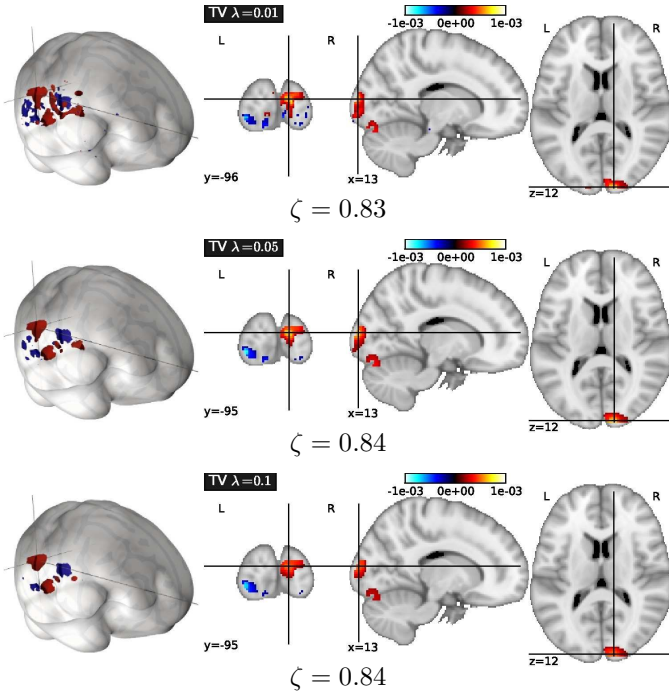 TV λ=0.01
-1e-03 0e+00 1e-03
L R L R
y=-96 x=13 z=12
ζ = 0.83
TV λ=0.05
-1e-03 0e+00 1e-03
L R L R
y=-95 x=13 z=12
ζ = 0.84
TV λ=0.1
-1e-03 0e+00 1e-03
L R L R
y=-95 x=13 z=12
ζ = 0.84